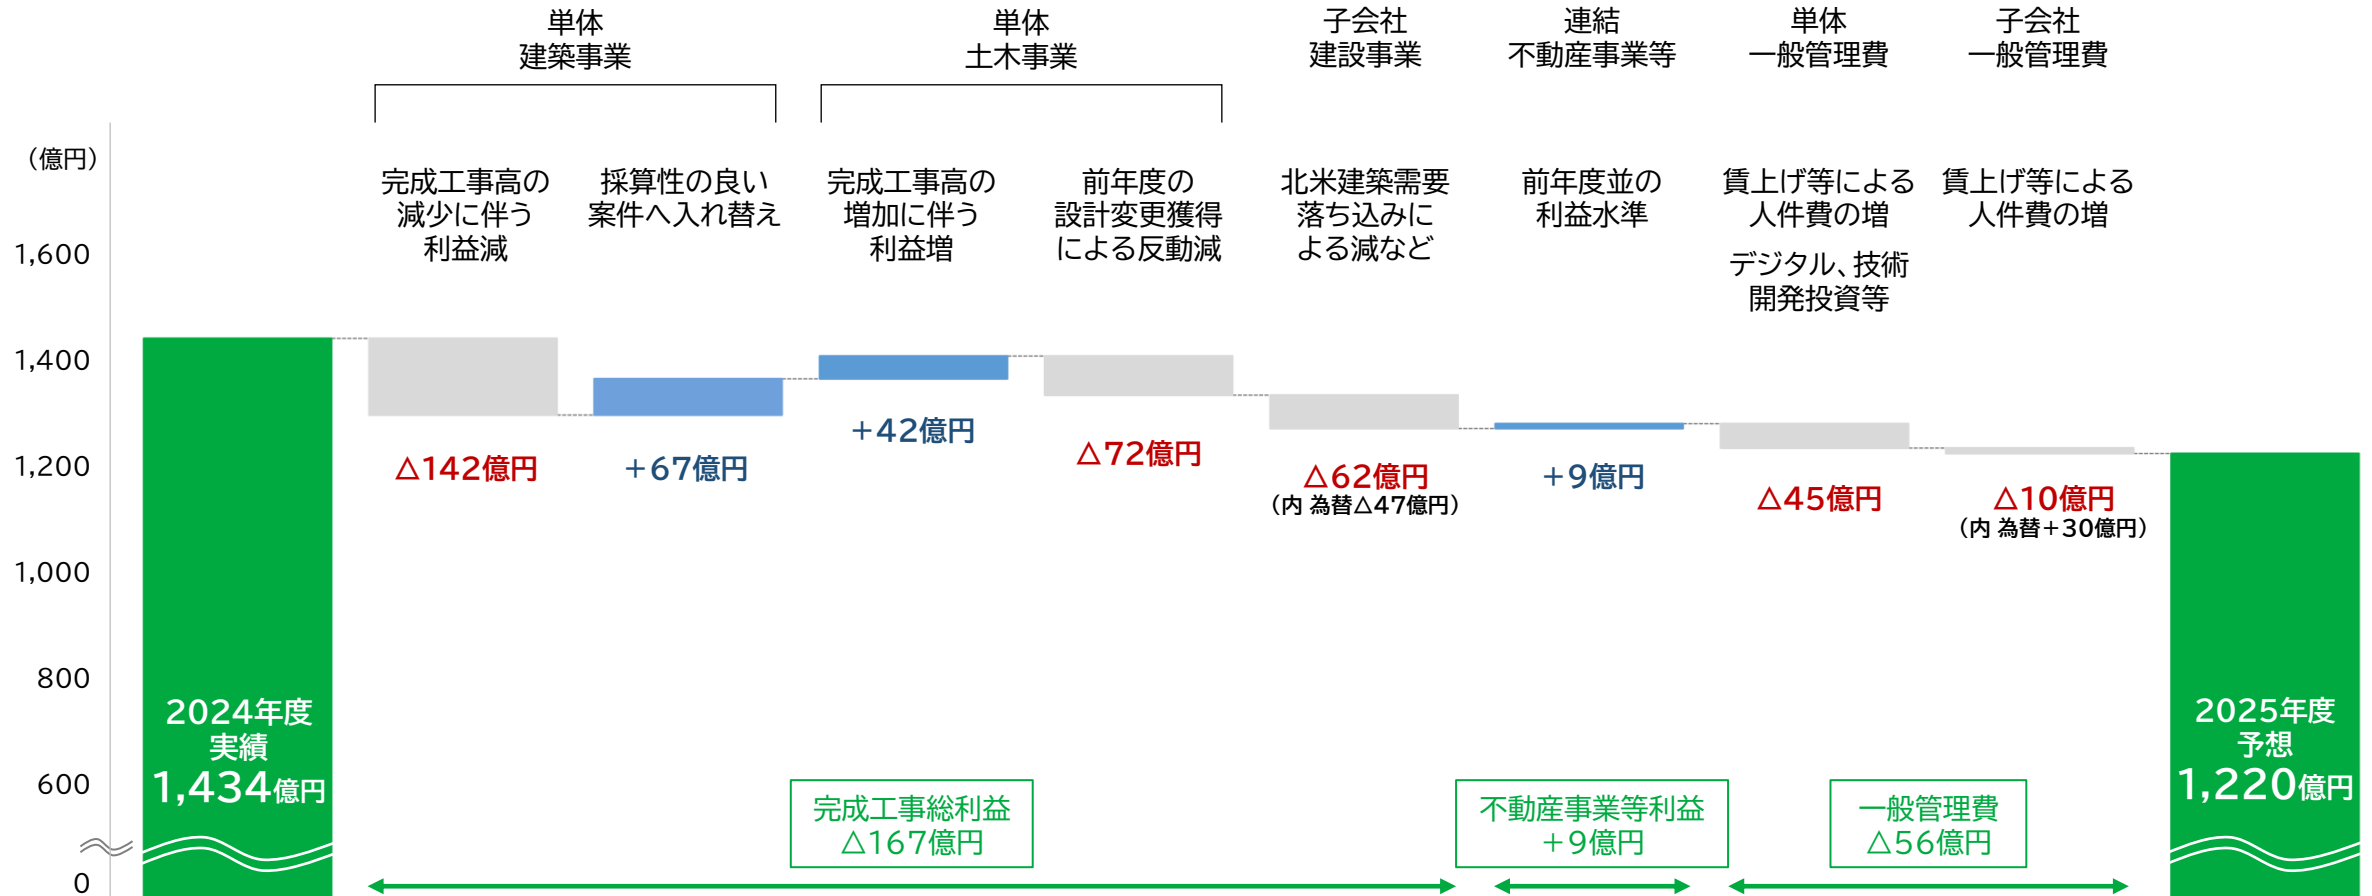 単体
建築事業
単体
土木事業
子会社
建設事業
連結
不動産事業等
単体
一般管理費
子会社
一般管理費
（億円）
完成工事高の
減少に伴う
利益減
採算性の良い
案件へ入れ替え
完成工事高の
増加に伴う
利益増
前年度の
設計変更獲得
による反動減
北米建築需要
落ち込みに
よる減など
前年度並の
利益水準
賃上げ等による
人件費の増
デジタル、技術
開発投資等
賃上げ等による
人件費の増
1,600
1,400
1,200
1,000
800
600
0
△142億円
+67億円
+42億円
△72億円
△62億円
（内 為替△47億円）
+9億円
△45億円
△10億円
（内 為替+30億円）
2024年度
実績
1,434億円
完成工事総利益
△167億円
不動産事業等利益
+9億円
一般管理費
△56億円
2025年度
予想
1,220億円